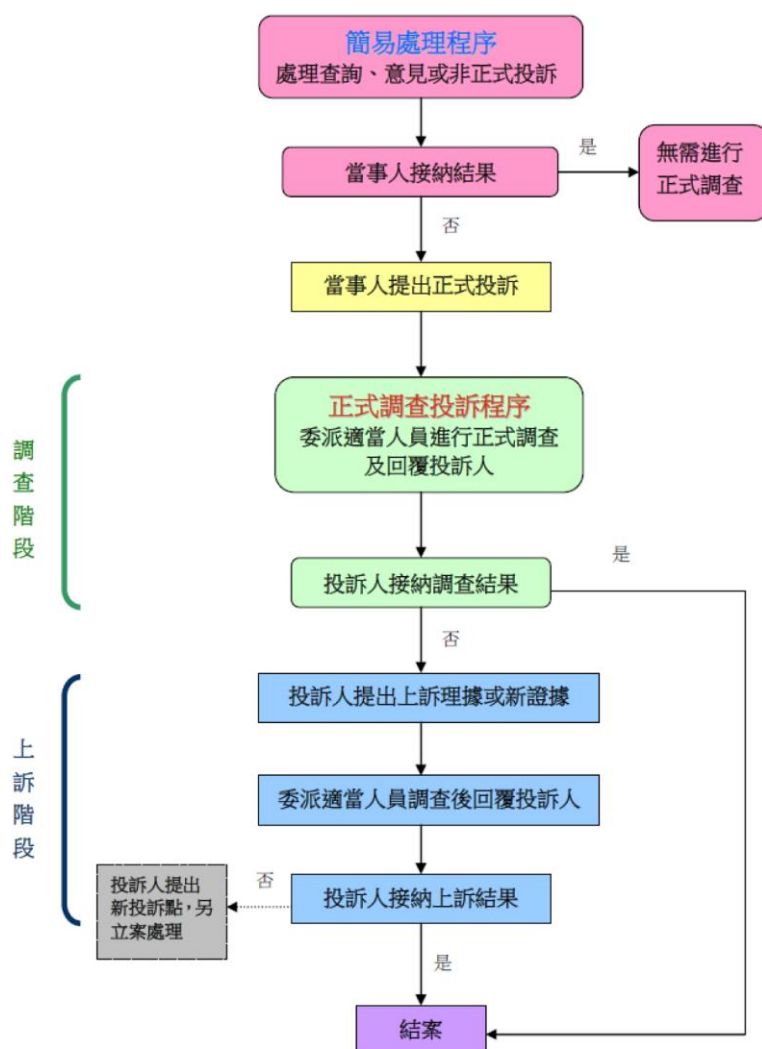 簡易處理程序
處理查詢、意見或非正式投訴
當事人接納結果
是
無需進行
正式調查
否
當事人提出正式投訴
調查階段
正式調查投訴程序
委派適當人員進行正式調查
及回覆投訴人
投訴人接納調查結果
是
否
上訴階段
投訴人提出上訴理據或新證據
委派適當人員調查後回覆投訴人
投訴人接納上訴結果
否
投訴人提出
新投訴點，另
立案處理
是
結案